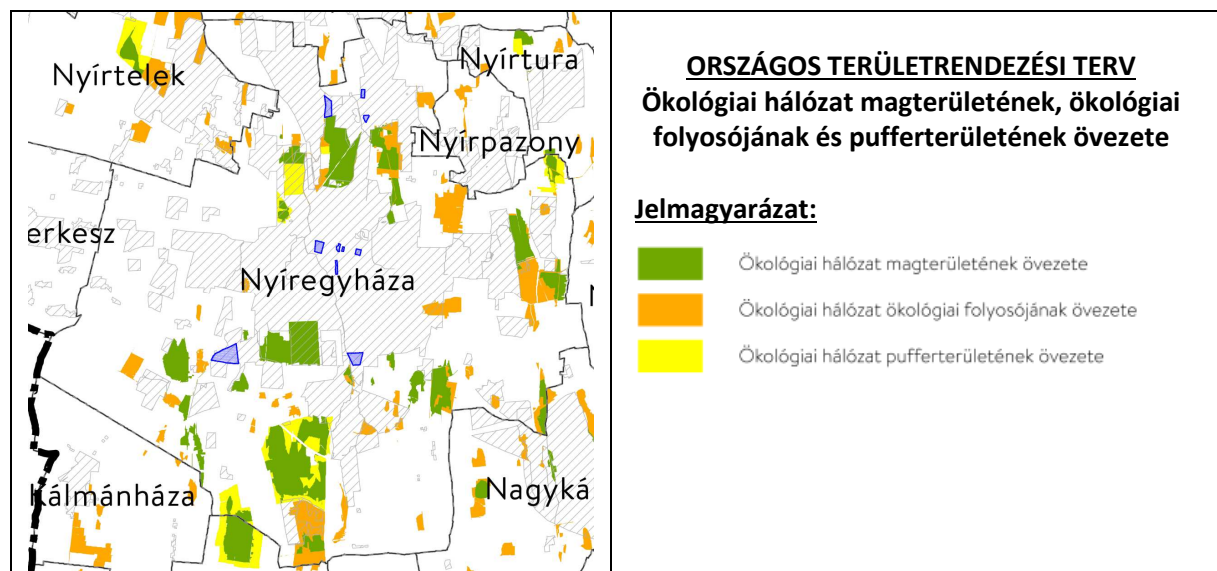 Nyírtelek
Nyírtura
Nyírpazony
erkesz
Nyíregyháza
N
Kálmánháza
Nagyká
ORSZÁGOS TERÜLETRENDEZÉSI TERV
Ökológiai hálózat magterületének, ökológiai
folyosójának és pufferterületének övezete
Jelmagyarázat:
Ökológiai hálózat magterületének övezete
Ökológiai hálózat ökológiai folyosójának övezete
Ökológiai hálózat pufferterületének övezete